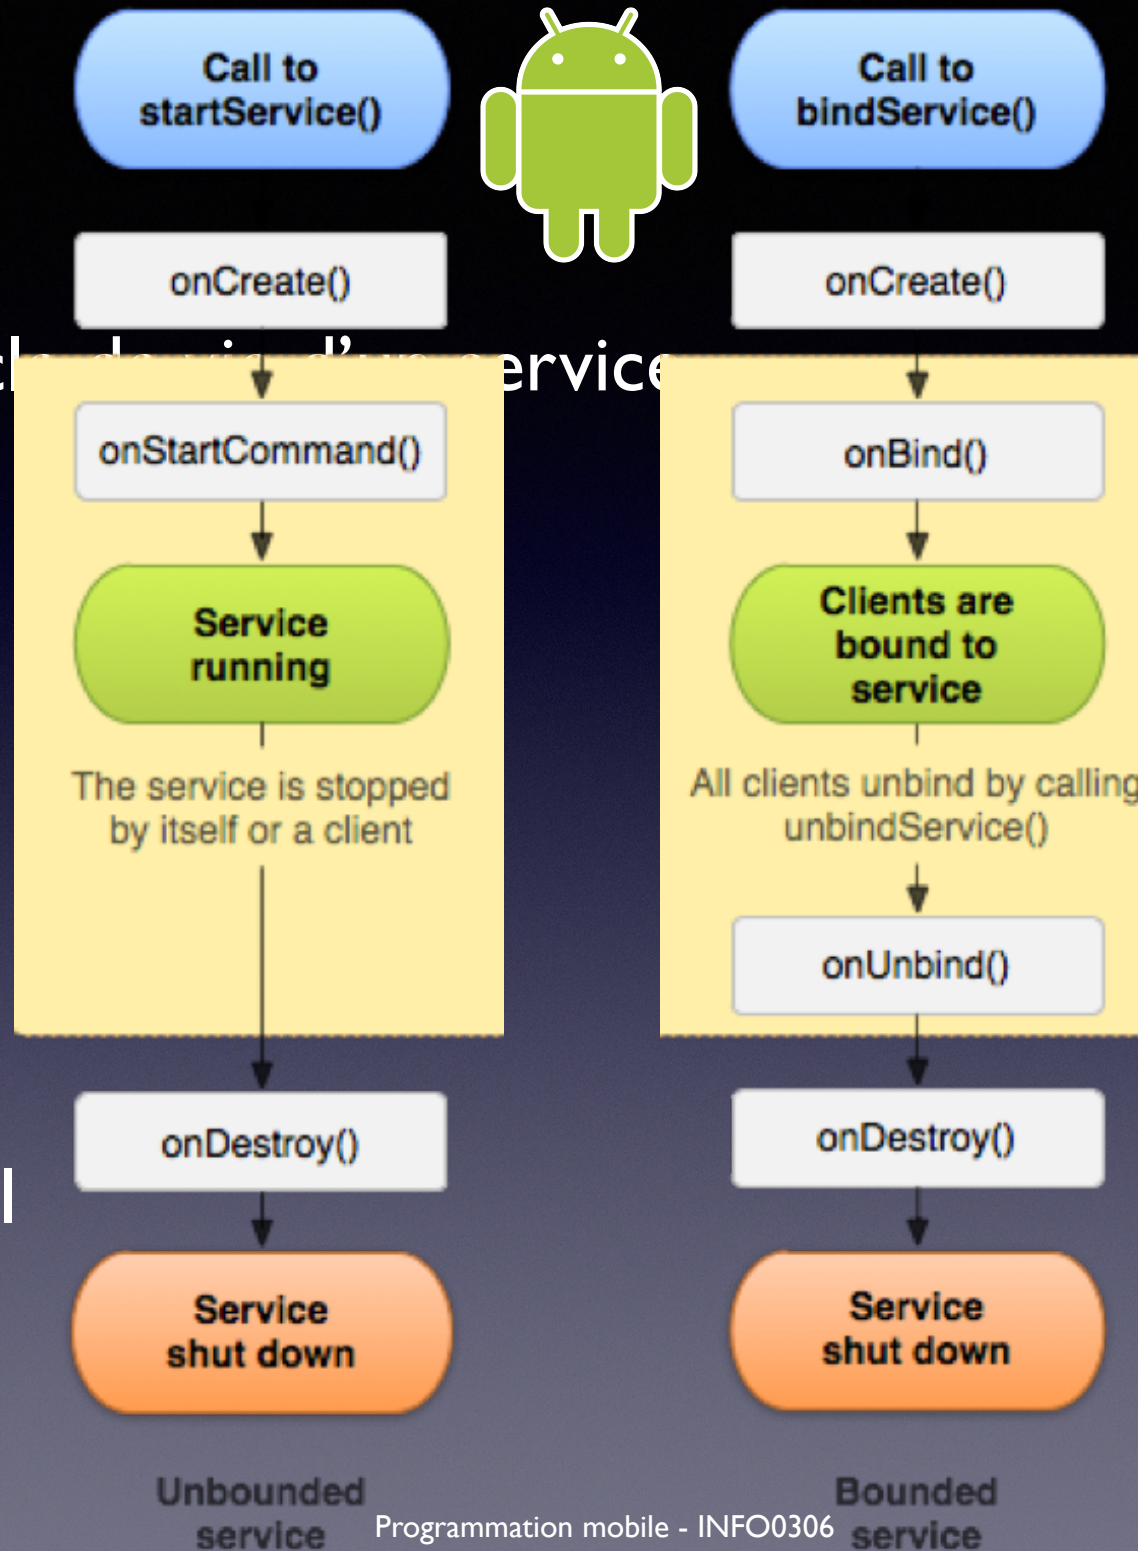 Call to
startService()
onCreate()
onStartCommand()
Service
running
The service is stopped
by itself or a client
onDestroy()
Service
shut down
Unbounded
service
Call to
bindService()
onCreate()
onBind()
Clients are
bound to
service
All clients unbind by calling
unbindService()
onUnbind()
onDestroy()
Service
shut down
Bounded
service
Programmation mobile - INFO0306